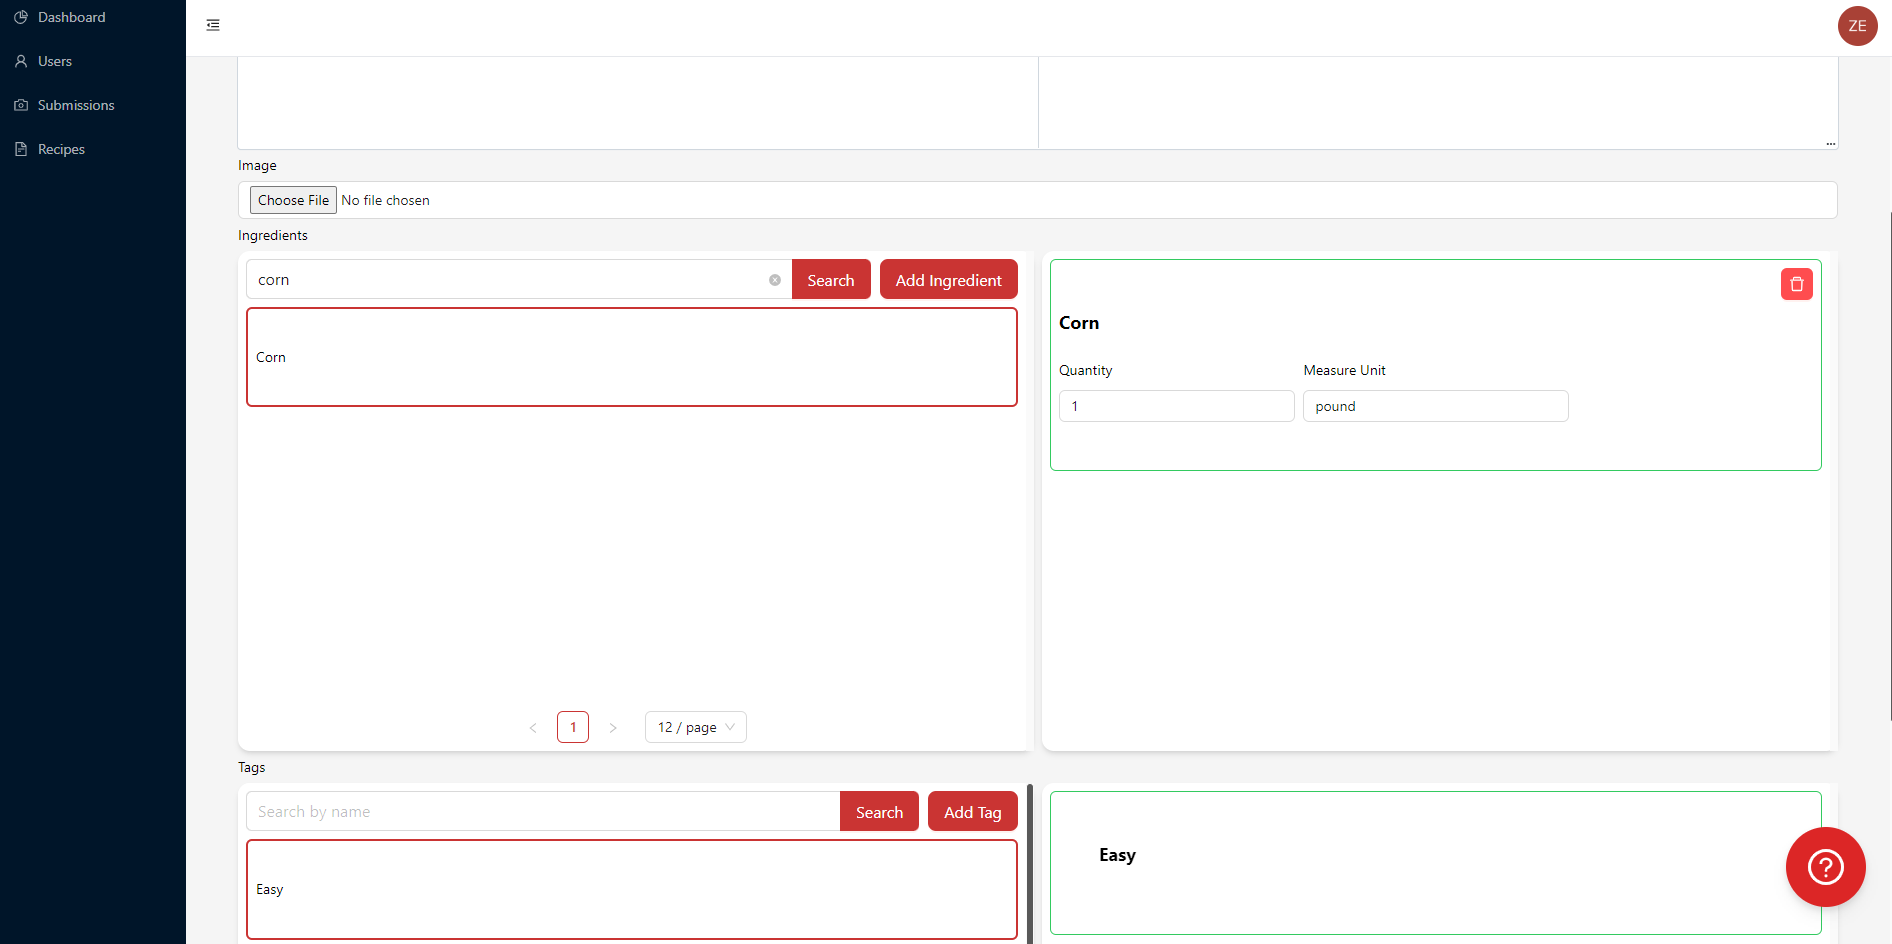 Dashboard
Users
Submissions
Recipes
ZE
...
Image
Choose File No file chosen
Ingredients
corn
Search
Add Ingredient
Corn
1
12 / page
Corn
Quantity
Measure Unit
1
pound
Tags
Search by name
Search
Add Tag
Easy
Easy
?